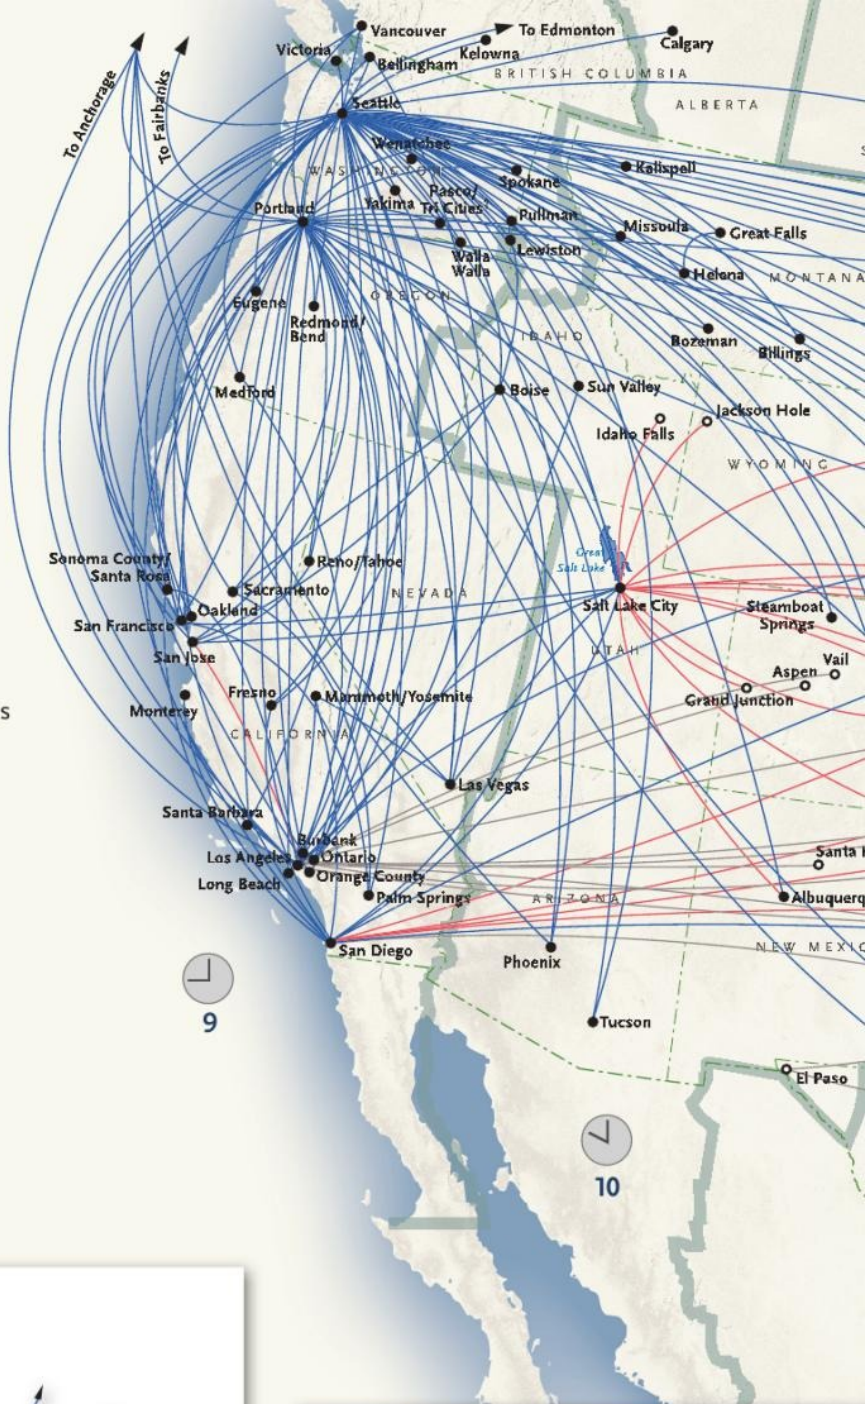 Vancouver
To Edmonton
Victoria
Kelowna
Calgary
Bellingham
BRITISH COLUMBIA
To Anchorage
To Fairbanks
Seattle
ALBERTA
Wenatchee
WASHINGTON
Spokane
Kalispell
Yakima
Pasco/
Tri Cities
Portland
Pullman
Missoula
Great Falls
Walla
Walla
Lewiston
Helena
MONTANA
Eugene
OREGON
Redmond/
Bend
IDAHO
Bozeman
Billings
Medford
Boise
Sun Valley
Jackson Hole
Idaho Falls
WYOMING
Sonoma County/
Santa Rosa
Reno/Tahoe
Great
Salt Lake
Sacramento
NEVADA
Oakland
San Francisco
Salt Lake City
Steamboat
Springs
San Jose
UTAH
Vail
Aspen
Fresno
Mammoth/Yosemite
Grand Junction
Monterey
s
CALIFORNIA
Las Vegas
Santa Barbara
Burbank
Los Angeles
Ontario
Santa
Orange County
Long Beach
Palm Springs
ARIZONA
Albuquerq
San Diego
NEW MEXIC
Phoenix
9
Tucson
El Paso
10